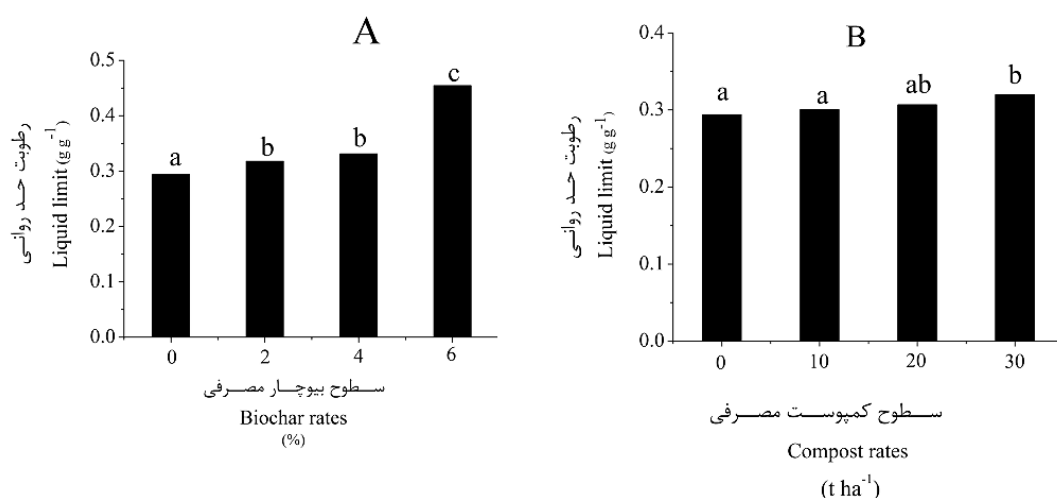 A
رطوبت حد روانی
Liquid limit (g g⁻¹)
0.5
0.4
0.3
0.2
0.1
0.0
a
b
b
c
0
2
4
6
سطوح بیوچار مصرفی
Biochar rates
(%)
B
رطوبت حد روانی
Liquid limit (g g⁻¹)
0.4
0.3
0.2
0.1
0.0
a
a
ab
b
0
10
20
30
سطوح کمپوست مصرفی
Compost rates
(t ha⁻¹)